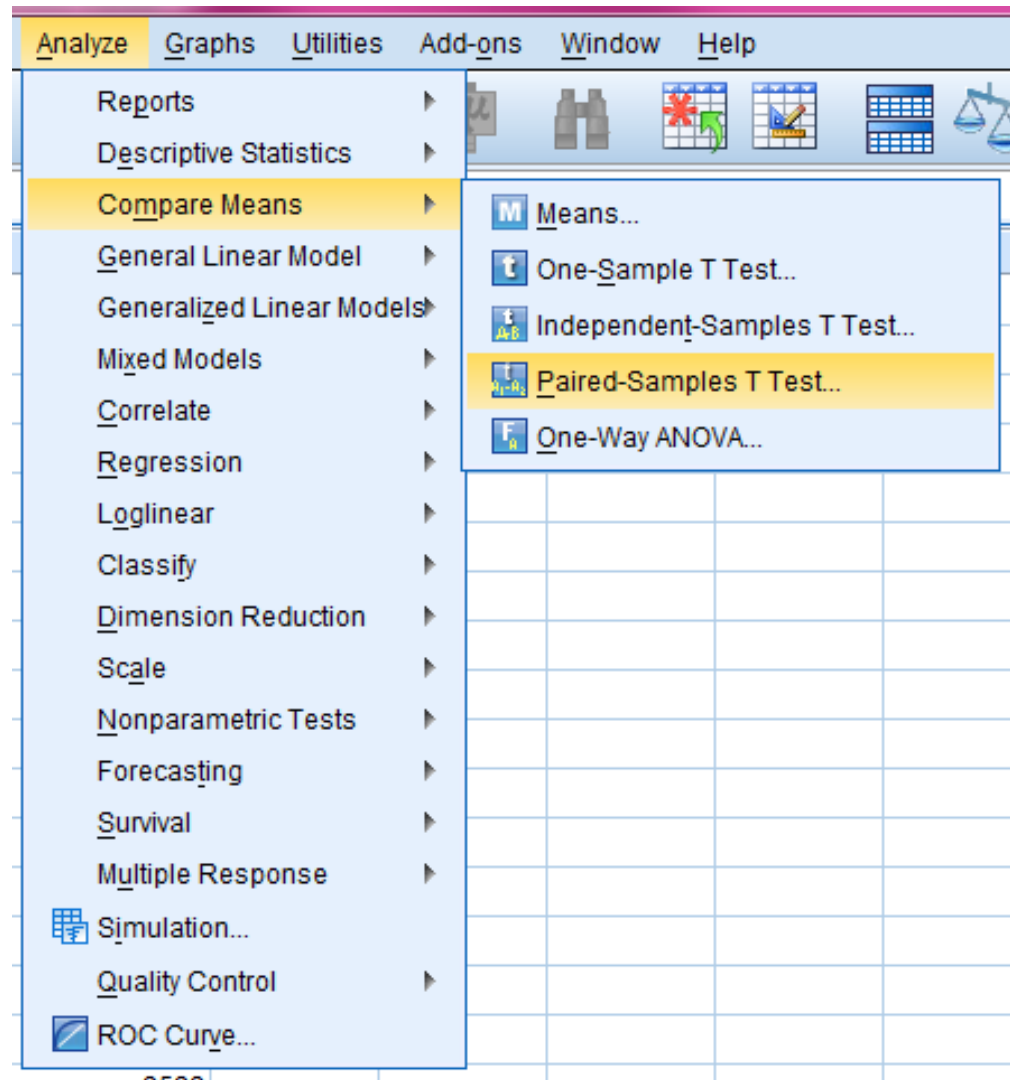 Analyze Graphs Utilities Add-ons Window Help
Reports
Descriptive Statistics
Compare Means
General Linear Model
Generalized Linear Models
Mixed Models
Correlate
Regression
Loglinear
Classify
Dimension Reduction
Scale
Nonparametric Tests
Forecasting
Survival
Multiple Response
Simulation...
Quality Control
ROC Curve...
M Means...
t One-Sample T Test...
t A-B Independent-Samples T Test...
t A₁-A₂ Paired-Samples T Test...
F A One-Way ANOVA...